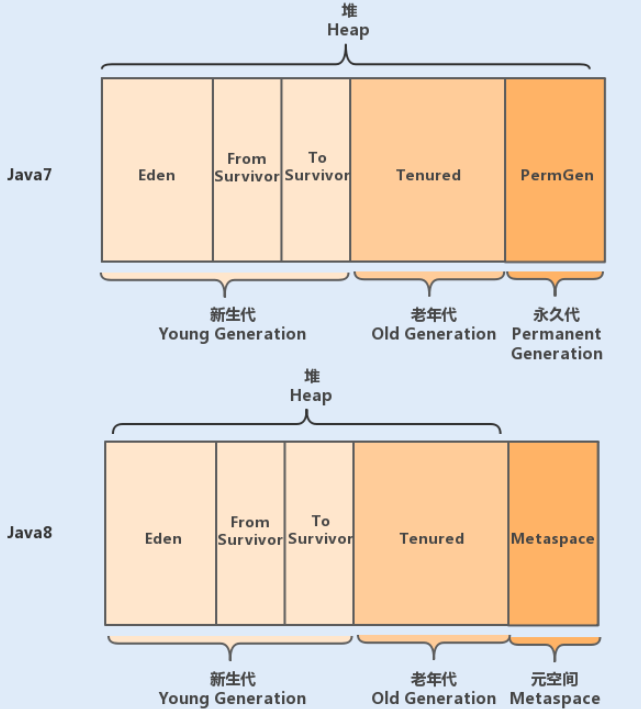 堆
Heap
Java7
Eden
From
Survivor
To
Survivor
Tenured
PermGen
新生代
Young Generation
老年代
Old Generation
永久代
Permanent
Generation
堆
Heap
Java8
Eden
From
Survivor
To
Survivor
Tenured
Metaspace
新生代
Young Generation
老年代
Old Generation
元空间
Metaspace